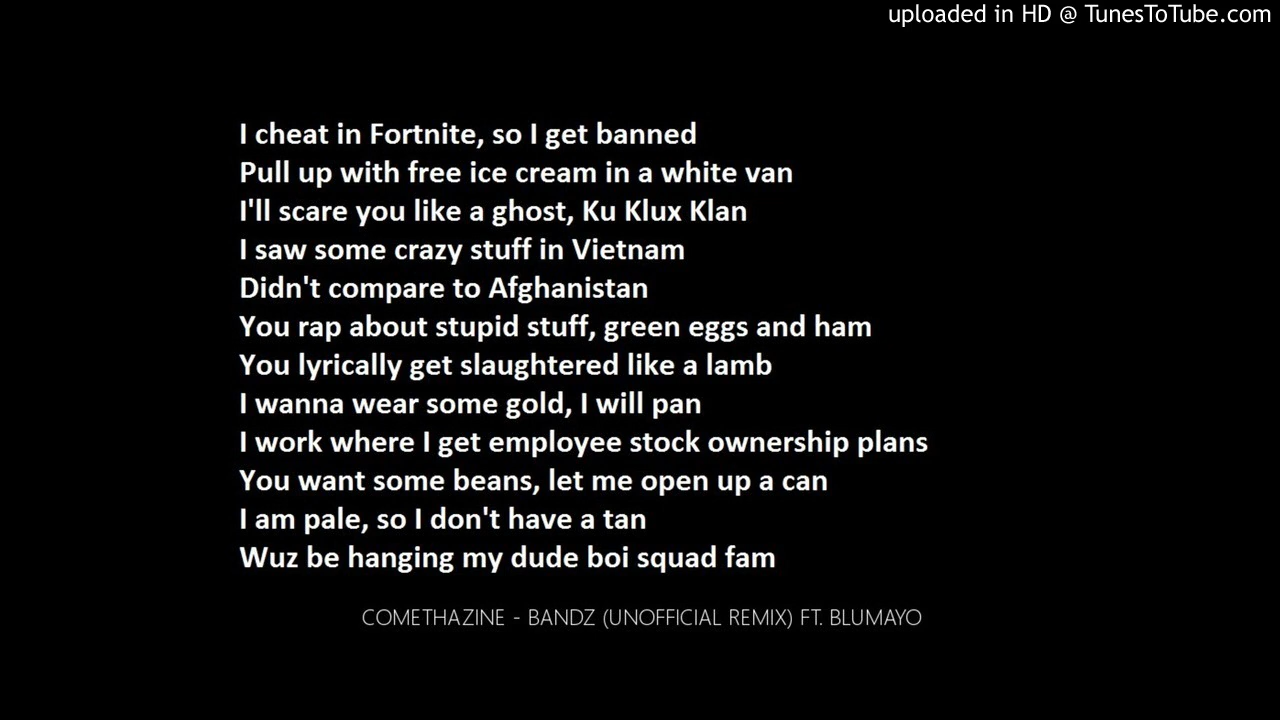 uploaded in HD @ TunesToTube.com
I cheat in Fortnite, so I get banned
Pull up with free ice cream in a white van
I'll scare you like a ghost, Ku Klux Klan
I saw some crazy stuff in Vietnam
Didn't compare to Afghanistan
You rap about stupid stuff, green eggs and ham
You lyrically get slaughtered like a lamb
I wanna wear some gold, I will pan
I work where I get employee stock ownership plans
You want some beans, let me open up a can
I am pale, so I don't have a tan
Wuz be hanging my dude boi squad fam
COMETHAZINE - BANDZ (UNOFFICIAL REMIX) FT. BLUMAYO